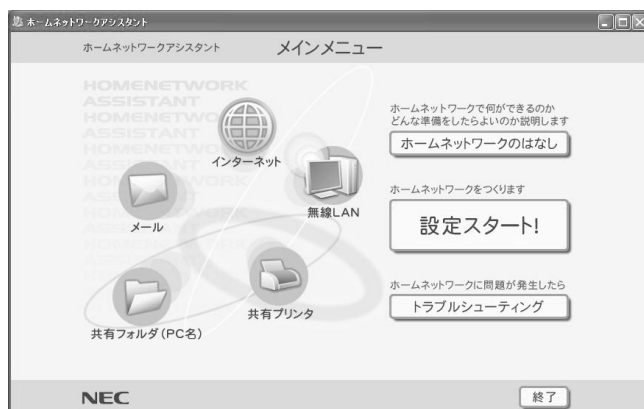 ホームネットワークアシスタント
ホームネットワークアシスタント
メインメニュー
HOMENETWORK
ASSISTANT
HOMENETWO
ASSISTANT
インターネット
無線LAN
メール
共有プリンタ
共有フォルダ(PC名)
ホームネットワークで何ができるのか
どんな準備をしたらよいのか説明します
ホームネットワークのはなし
ホームネットワークをつくります
設定スタート!
ホームネットワークに問題が発生したら
トラブルシューティング
NEC
終了